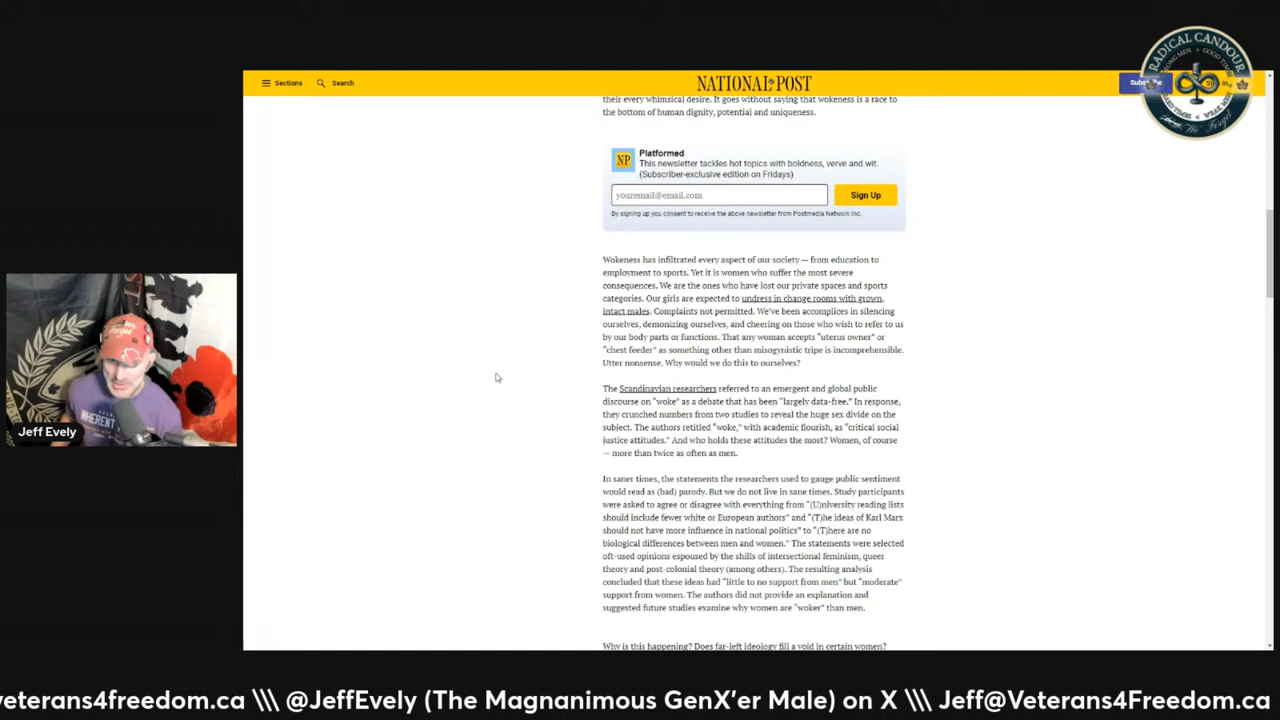 Sections
Search
NATIONAL POST
RADICAL CANDOUR
their every whimsical desire. It goes without saying that wokeness is a race to
the bottom of human dignity, potential and uniqueness.
NP
Platformed
This newsletter tackles hot topics with boldness, verve and wit.
(Subscriber-exclusive edition on Fridays)
youremail@email.com
Sign Up
By signing up you consent to receive the above newsletter from Postmedia Network Inc.
Wokeness has infiltrated every aspect of our society — from education to
employment to sports. Yet it is women who suffer the most severe
consequences. We are the ones who have lost our private spaces and sports
categories. Our girls are expected to undress in change rooms with grown,
intact males. Complaints not permitted. We've been accomplices in silencing
ourselves, demonizing ourselves, and cheering on those who wish to refer to us
by our body parts or functions. That any woman accepts “uterus owner” or
“chest feeder” as something other than misogynistic tripe is incomprehensible.
Utter nonsense. Why would we do this to ourselves?
The Scandinavian researchers referred to an emergent and global public
discourse on “woke” as a debate that has been “largely data-free.” In response,
they crunched numbers from two studies to reveal the huge sex divide on the
subject. The authors retitled “woke,” with academic flourish, as “critical social
justice attitudes.” And who holds these attitudes the most? Women, of course
— more than twice as often as men.
In saner times, the statements the researchers used to gauge public sentiment
would read as (bad) parody. But we do not live in sane times. Study participants
were asked to agree or disagree with everything from “(U)niversity reading lists
should include fewer white or European authors” and “(T)he ideas of Karl Marx
should not have more influence in national politics” to “(T)here are no
biological differences between men and women.” The statements were selected
oft-used opinions espoused by the shills of intersectional feminism, queer
theory and post-colonial theory (among others). The resulting analysis
concluded that these ideas had “little to no support from men” but “moderate”
support from women. The authors did not provide an explanation and
suggested future studies examine why women are “woker” than men.
Why is this happening? Does far-left ideology fill a void in certain women?
Jeff Evely
veterans4freedom.ca \\\ @JeffEvely (The Magnanimous GenX'er Male) on X \\\ Jeff@Veterans4Freedom.ca